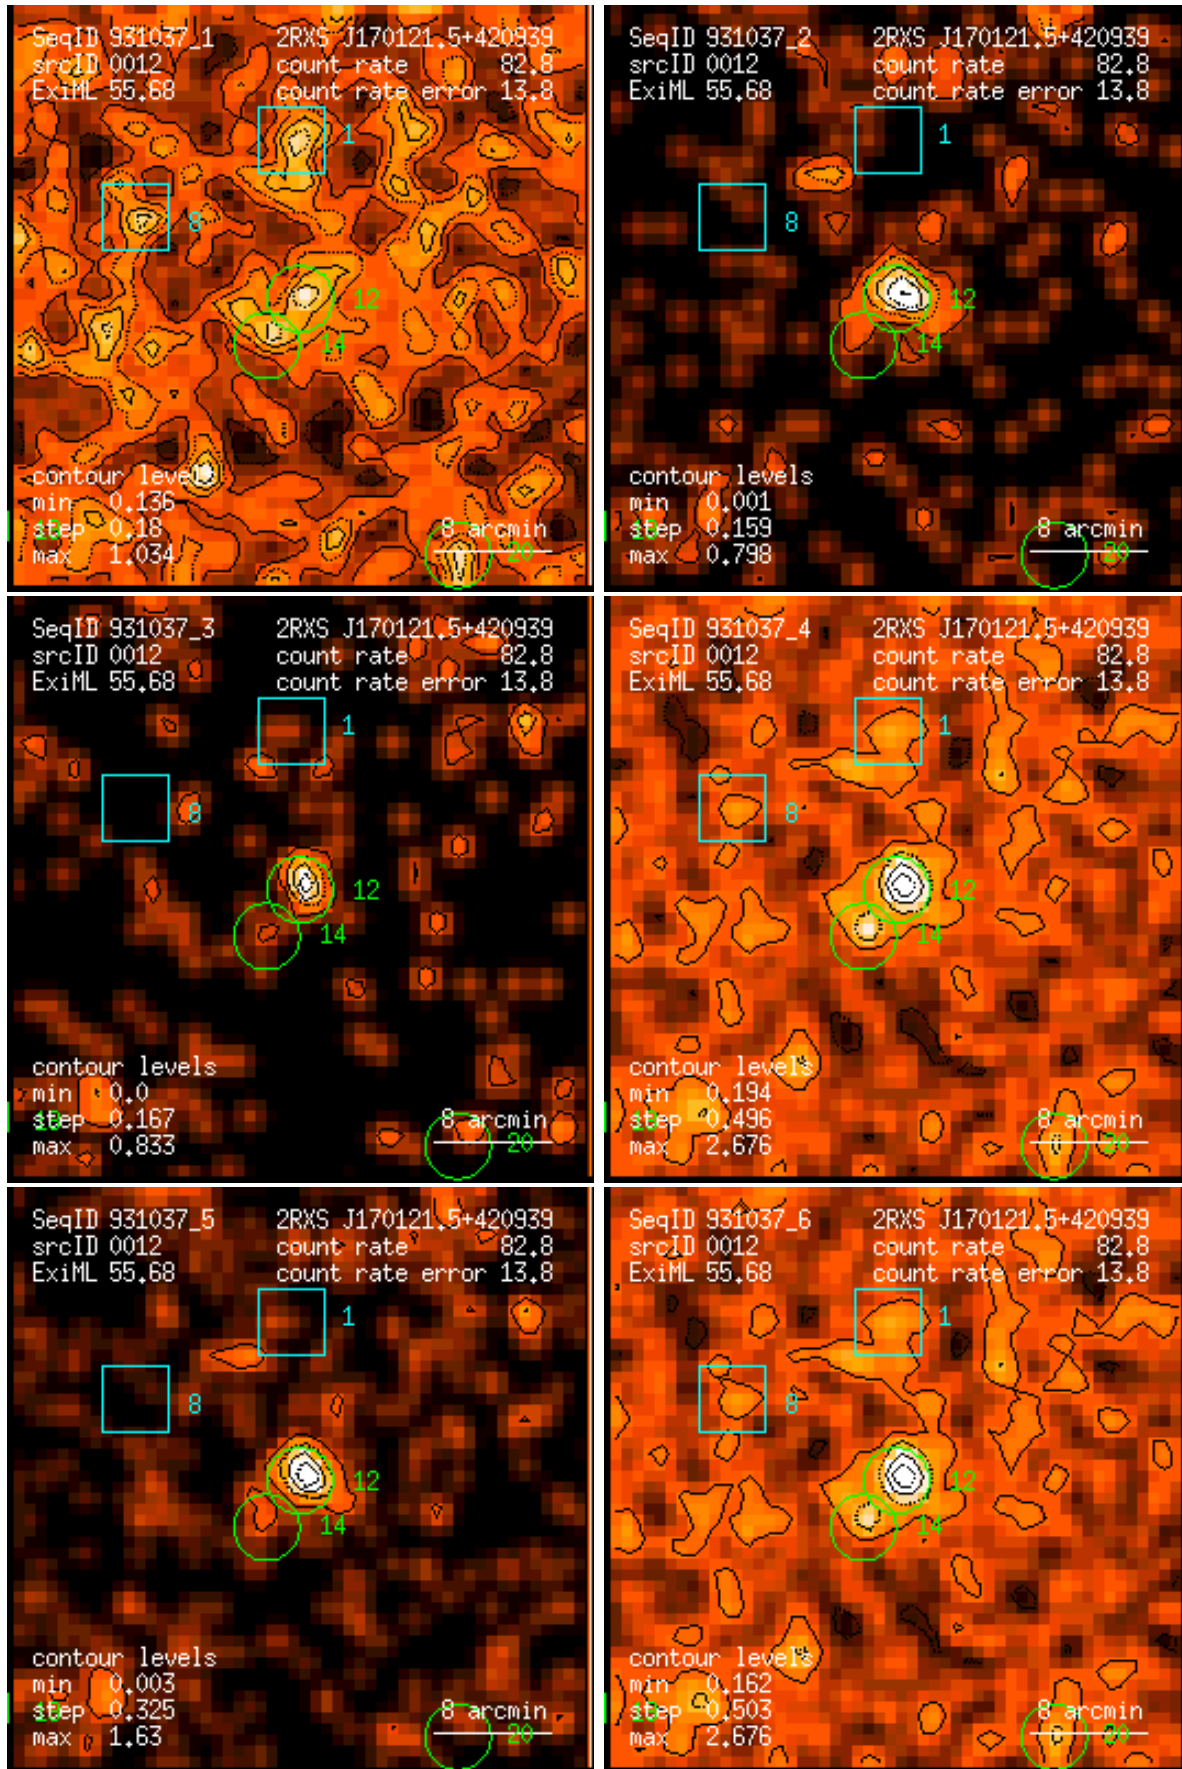 SeqID 931037_1 2RXS J170121.5+420939
srcID 0012 count rate 82.8
ExiML 55.68 count rate error 13.8
1
8
12
14
contour levels
min 0.136
step 0.18
max 1.034
8 arcmin
20
SeqID 931037_2 2RXS J170121.5+420939
srcID 0012 count rate 82.8
ExiML 55.68 count rate error 13.8
1
8
12
14
contour levels
min 0.001
step 0.159
max 0.798
8 arcmin
20
SeqID 931037_3 2RXS J170121.5+420939
srcID 0012 count rate 82.8
ExiML 55.68 count rate error 13.8
1
8
12
14
contour levels
min 0.0
step 0.167
max 0.833
8 arcmin
20
SeqID 931037_4 2RXS J170121.5+420939
srcID 0012 count rate 82.8
ExiML 55.68 count rate error 13.8
1
8
12
14
contour levels
min 0.194
step 0.496
max 2.676
8 arcmin
20
SeqID 931037_5 2RXS J170121.5+420939
srcID 0012 count rate 82.8
ExiML 55.68 count rate error 13.8
1
8
12
14
contour levels
min 0.003
step 0.325
max 1.63
8 arcmin
20
SeqID 931037_6 2RXS J170121.5+420939
srcID 0012 count rate 82.8
ExiML 55.68 count rate error 13.8
1
8
12
14
contour levels
min 0.162
step 0.503
max 2.676
8 arcmin
20